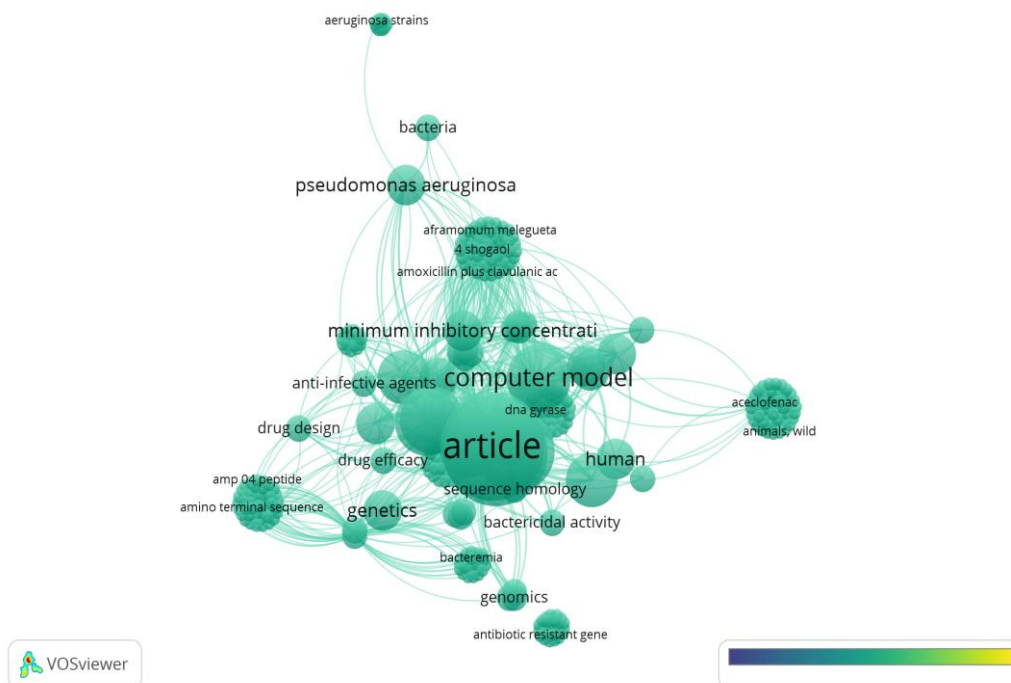 aeruginosa strains
bacteria
pseudomonas aeruginosa
aframomum melegueta
4 shogaol
amoxicillin plus clavulanic ac
minimum inhibitory concentrati
anti-infective agents
computer model
aceclofenac
dna gyrase
drug design
animals, wild
article
drug efficacy
human
amp 04 peptide
sequence homology
amino terminal sequence
genetics
bactericidal activity
bacteremia
genomics
antibiotic resistant gene
VOSviewer